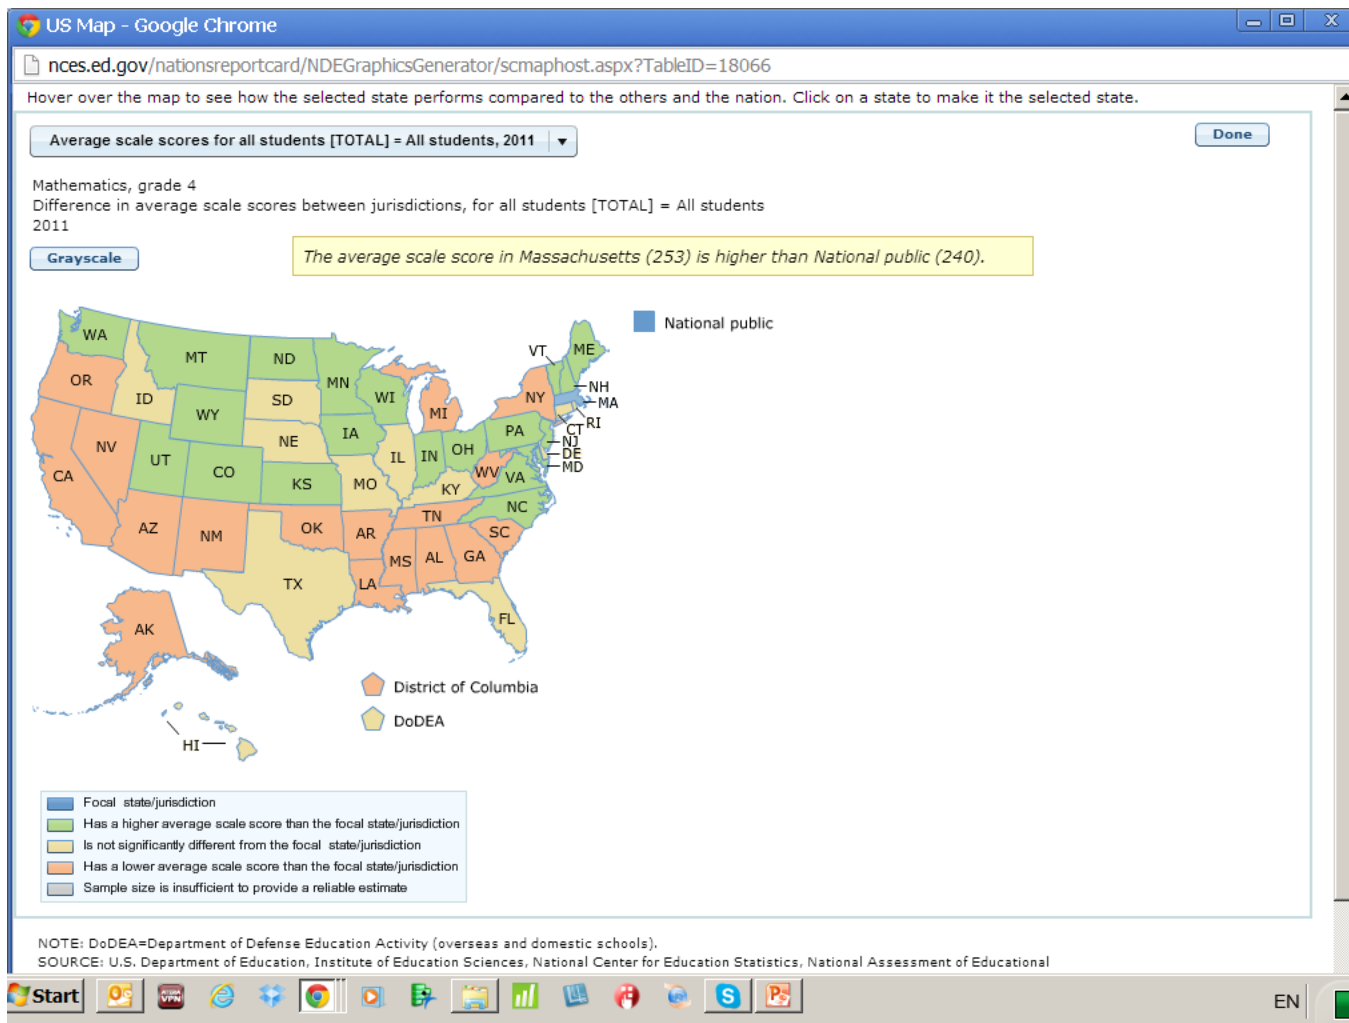 US Map - Google Chrome
nces.ed.gov/nationsreportcard/NDEGraphicsGenerator/scmaphost.aspx?TableID=18066
Hover over the map to see how the selected state performs compared to the others and the nation. Click on a state to make it the selected state.
Average scale scores for all students [TOTAL] = All students, 2011
Done
Mathematics, grade 4
Difference in average scale scores between jurisdictions, for all students [TOTAL] = All students
2011
Grayscale
The average scale score in Massachusetts (253) is higher than National public (240).
National public
WA
MT
ND
MN
VT
ME
OR
ID
WY
SD
WI
MI
NY
NH
MA
RI
CT
NV
UT
CO
NE
IA
IL
IN
OH
PA
NJ
DE
MD
CA
KS
MO
KY
WV
VA
AZ
NM
OK
AR
TN
NC
SC
TX
LA
MS
AL
GA
FL
AK
HI
District of Columbia
DoDEA
Focal state/jurisdiction
Has a higher average scale score than the focal state/jurisdiction
Is not significantly different from the focal state/jurisdiction
Has a lower average scale score than the focal state/jurisdiction
Sample size is insufficient to provide a reliable estimate
NOTE: DoDEA=Department of Defense Education Activity (overseas and domestic schools).
SOURCE: U.S. Department of Education, Institute of Education Sciences, National Center for Education Statistics, National Assessment of Educational
Start
VPN
EN